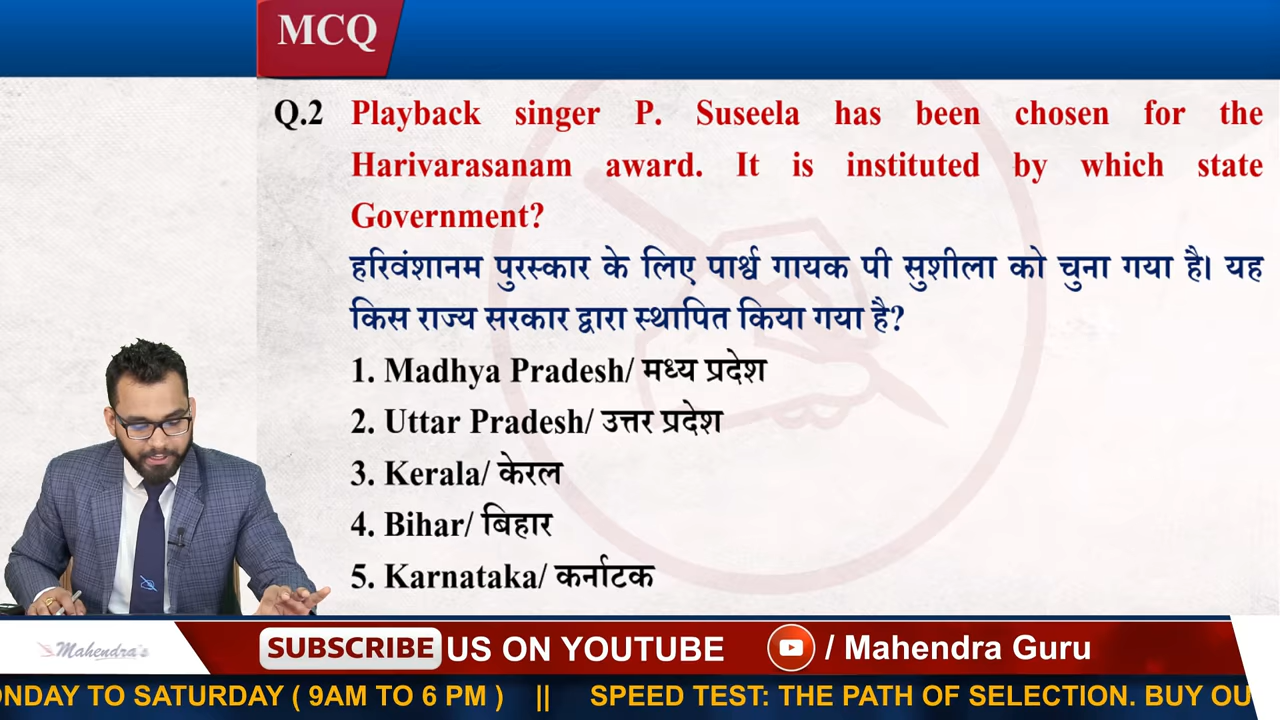 MCQ
Q.2 Playback singer P. Suseela has been chosen for the
Harivarasanam award. It is instituted by which state
Government?
हरिवंशानम पुरस्कार के लिए पार्श्व गायक पी सुशीला को चुना गया है। यह
किस राज्य सरकार द्वारा स्थापित किया गया है?
1. Madhya Pradesh/ मध्य प्रदेश
2. Uttar Pradesh/ उत्तर प्रदेश
3. Kerala/ केरल
4. Bihar/ बिहार
5. Karnataka/ कर्नाटक
Mahendra's SUBSCRIBE US ON YOUTUBE / Mahendra Guru
ONDAY TO SATURDAY ( 9AM TO 6 PM ) || SPEED TEST: THE PATH OF SELECTION. BUY OU